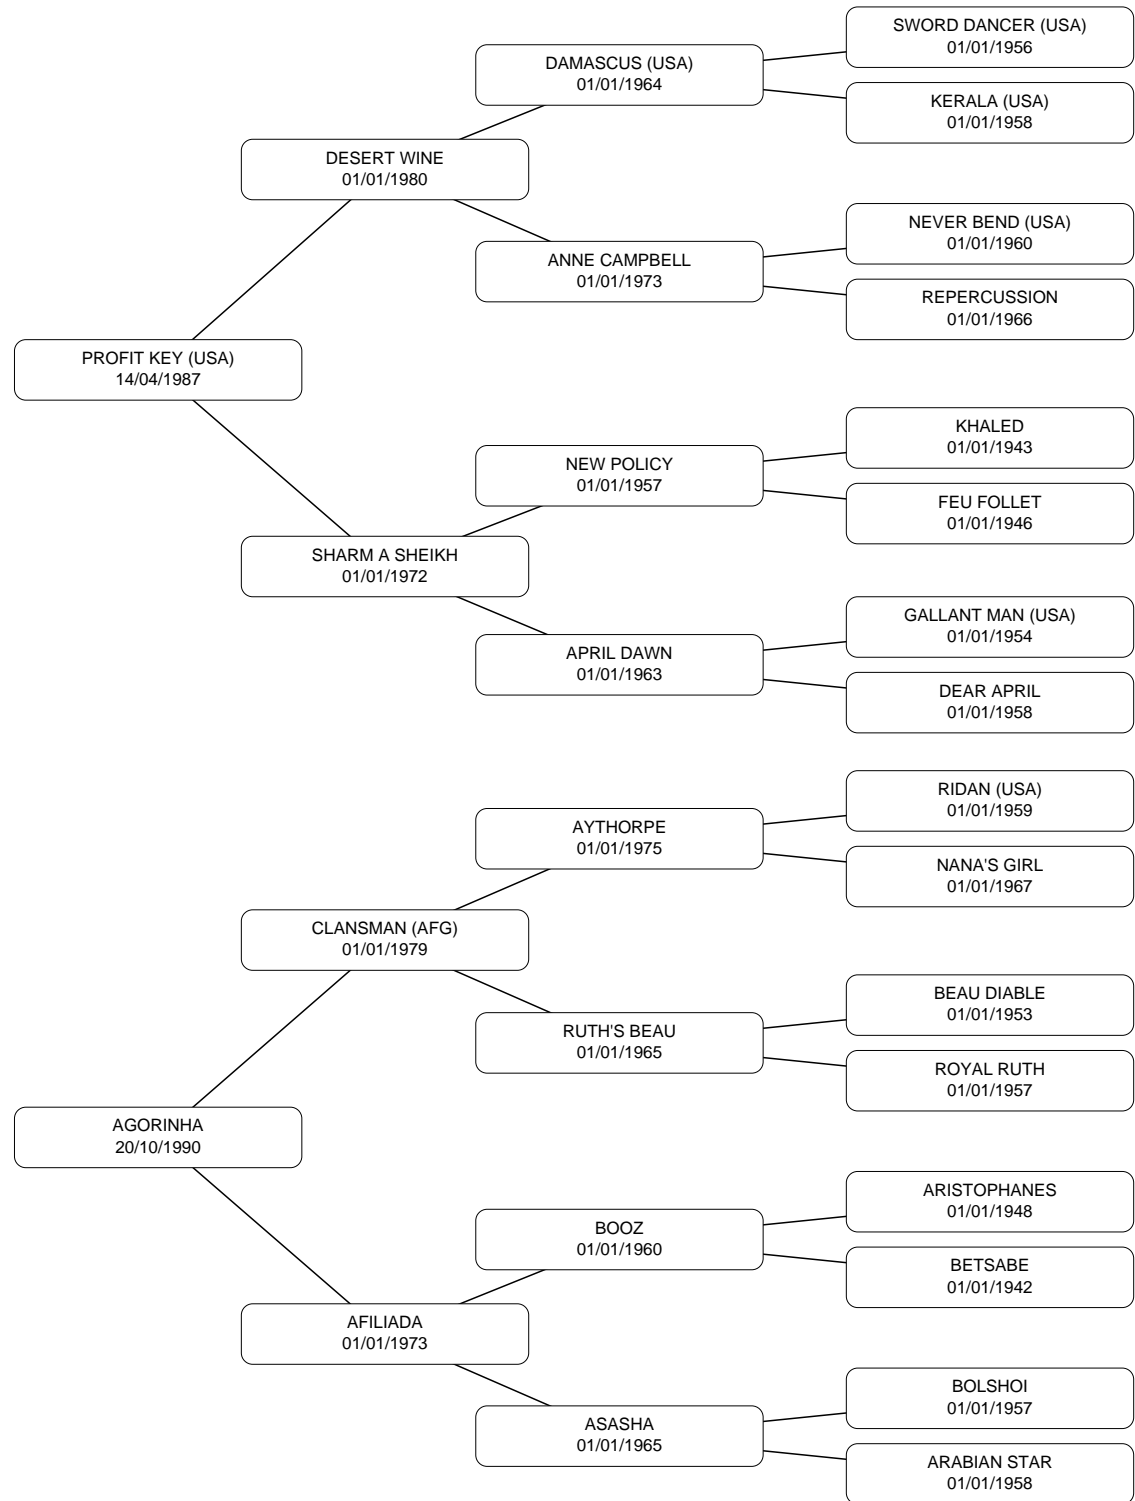 SWORD DANCER (USA)
01/01/1956
DAMASCUS (USA)
01/01/1964
KERALA (USA)
01/01/1958
DESERT WINE
01/01/1980
NEVER BEND (USA)
01/01/1960
ANNE CAMPBELL
01/01/1973
REPERCUSSION
01/01/1966
PROFIT KEY (USA)
14/04/1987
KHALED
01/01/1943
NEW POLICY
01/01/1957
FEU FOLLET
01/01/1946
SHARM A SHEIKH
01/01/1972
GALLANT MAN (USA)
01/01/1954
APRIL DAWN
01/01/1963
DEAR APRIL
01/01/1958
RIDAN (USA)
01/01/1959
AYTHORPE
01/01/1975
NANA'S GIRL
01/01/1967
CLANSMAN (AFG)
01/01/1979
BEAU DIABLE
01/01/1953
RUTH'S BEAU
01/01/1965
ROYAL RUTH
01/01/1957
AGORINHA
20/10/1990
ARISTOPHANES
01/01/1948
BOOZ
01/01/1960
BETSABE
01/01/1942
AFILIADA
01/01/1973
BOLSHOI
01/01/1957
ASASHA
01/01/1965
ARABIAN STAR
01/01/1958